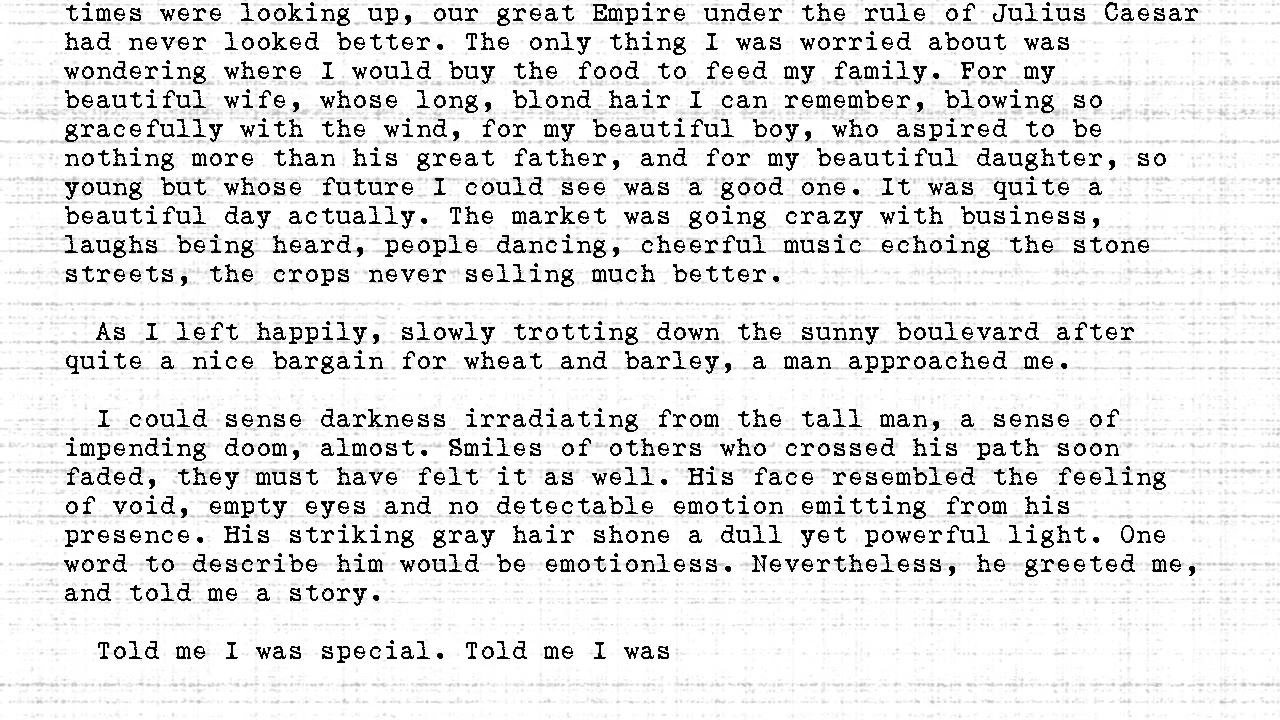 times were looking up, our great Empire under the rule of Julius Caesar
had never looked better. The only thing I was worried about was
wondering where I would buy the food to feed my family. For my
beautiful wife, whose long, blond hair I can remember, blowing so
gracefully with the wind, for my beautiful boy, who aspired to be
nothing more than his great father, and for my beautiful daughter, so
young but whose future I could see was a good one. It was quite a
beautiful day actually. The market was going crazy with business,
laughs being heard, people dancing, cheerful music echoing the stone
streets, the crops never selling much better.
As I left happily, slowly trotting down the sunny boulevard after
quite a nice bargain for wheat and barley, a man approached me.
I could sense darkness irradiating from the tall man, a sense of
impending doom, almost. Smiles of others who crossed his path soon
faded, they must have felt it as well. His face resembled the feeling
of void, empty eyes and no detectable emotion emitting from his
presence. His striking gray hair shone a dull yet powerful light. One
word to describe him would be emotionless. Nevertheless, he greeted me,
and told me a story.
Told me I was special. Told me I was